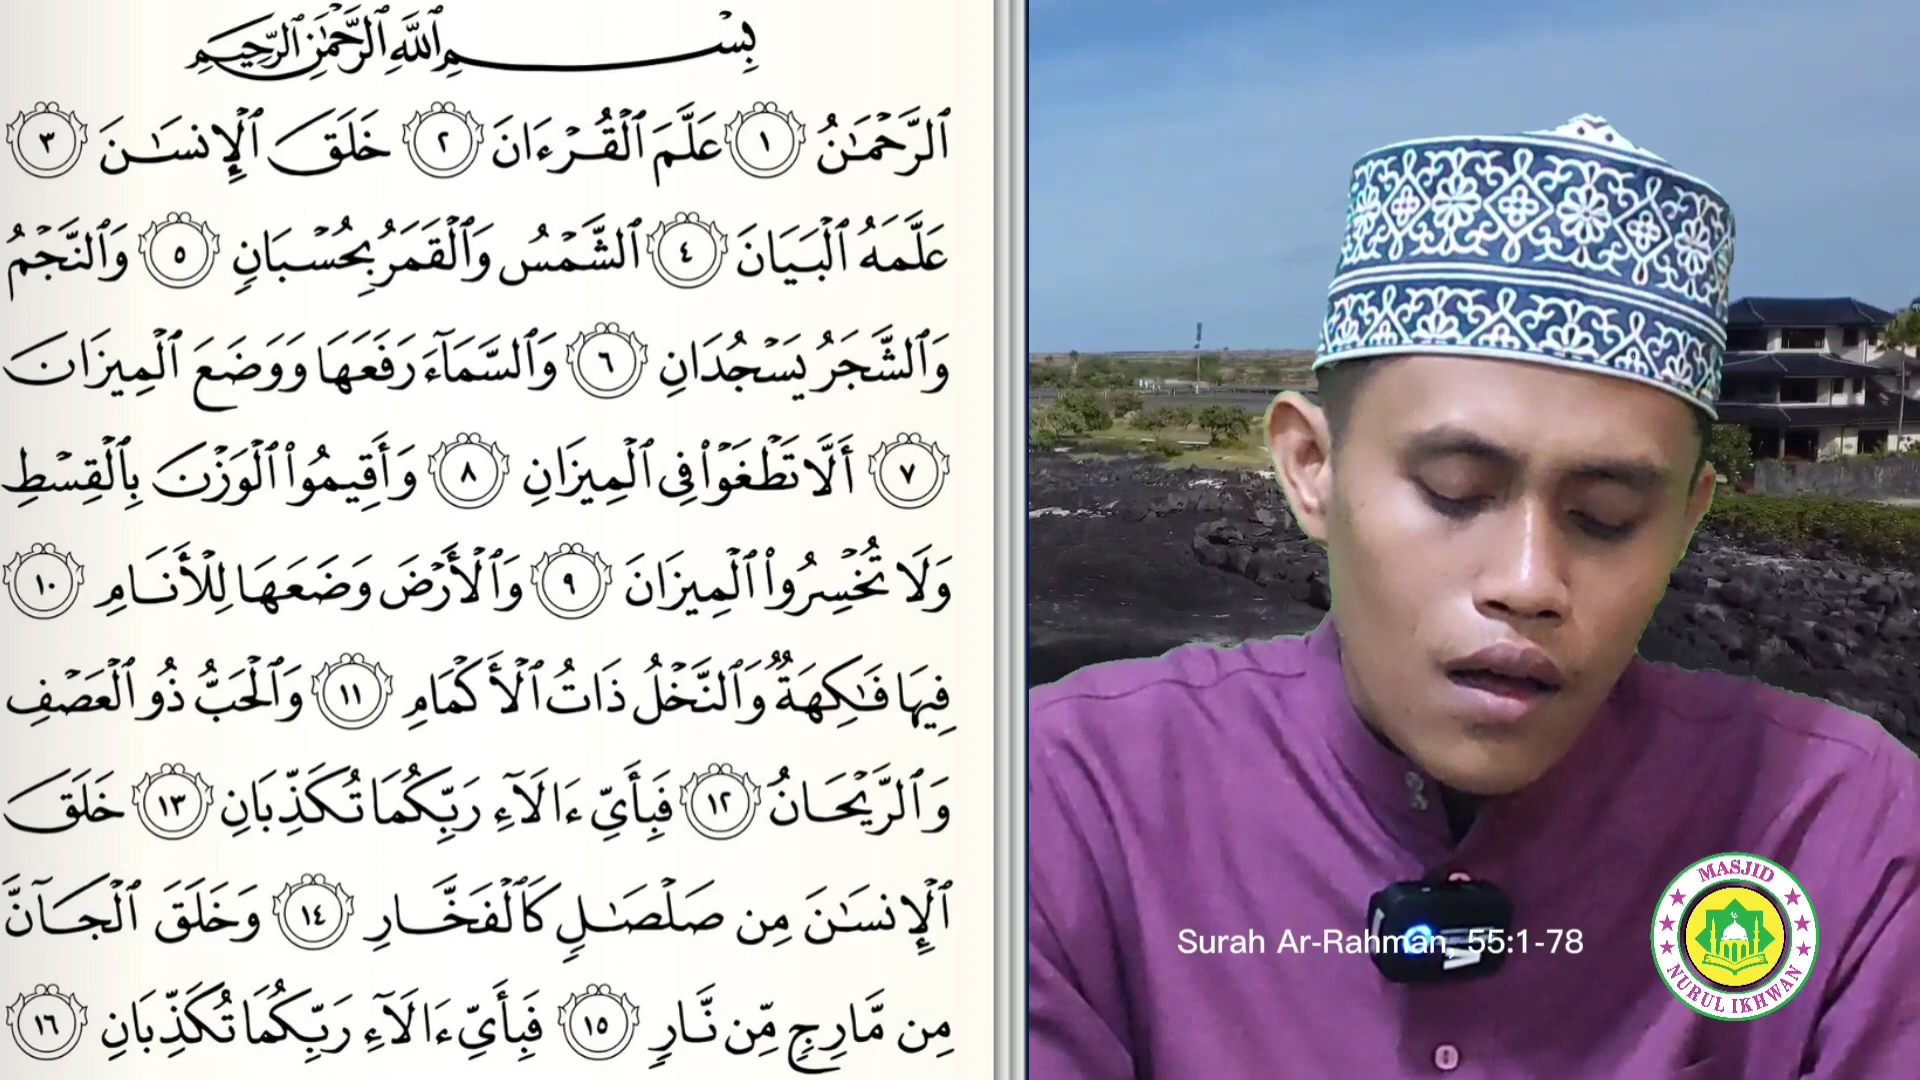 بِسْمِ ٱللَّهِ ٱلرَّحْمَٰنِ ٱلرَّحِيمِ
ٱلرَّحْمَٰنُ ١ عَلَّمَ ٱلْقُرْءَانَ ٢ خَلَقَ ٱلْإِنسَٰنَ ٣
عَلَّمَهُ ٱلْبَيَانَ ٤ ٱلشَّمْسُ وَٱلْقَمَرُ بِحُسْبَانٍ ٥ وَٱلنَّجْمُ
وَٱلشَّجَرُ يَسْجُدَانِ ٦ وَٱلسَّمَآءَ رَفَعَهَا وَوَضَعَ ٱلْمِيزَانَ
٧ أَلَّا تَطْغَوْا۟ فِى ٱلْمِيزَانِ ٨ وَأَقِيمُوا۟ ٱلْوَزْنَ بِٱلْقِسْطِ
وَلَا تُخْسِرُوا۟ ٱلْمِيزَانَ ٩ وَٱلْأَرْضَ وَضَعَهَا لِلْأَنَامِ ١٠
فِيهَا فَٰكِهَةٌ وَٱلنَّخْلُ ذَاتُ ٱلْأَكْمَامِ ١١ وَٱلْحَبُّ ذُو ٱلْعَصْفِ
وَٱلرَّيْحَانُ ١٢ فَبِأَىِّ ءَالَآءِ رَبِّكُمَا تُكَذِّبَانِ ١٣ خَلَقَ
ٱلْإِنسَٰنَ مِن صَلْصَٰلٍ كَٱلْفَخَّارِ ١٤ وَخَلَقَ ٱلْجَآنَّ
مِن مَّارِجٍ مِّن نَّارٍ ١٥ فَبِأَىِّ ءَالَآءِ رَبِّكُمَا تُكَذِّبَانِ ١٦
Surah Ar-Rahman, 55:1-78
MASJID
NURUL IKHWAN